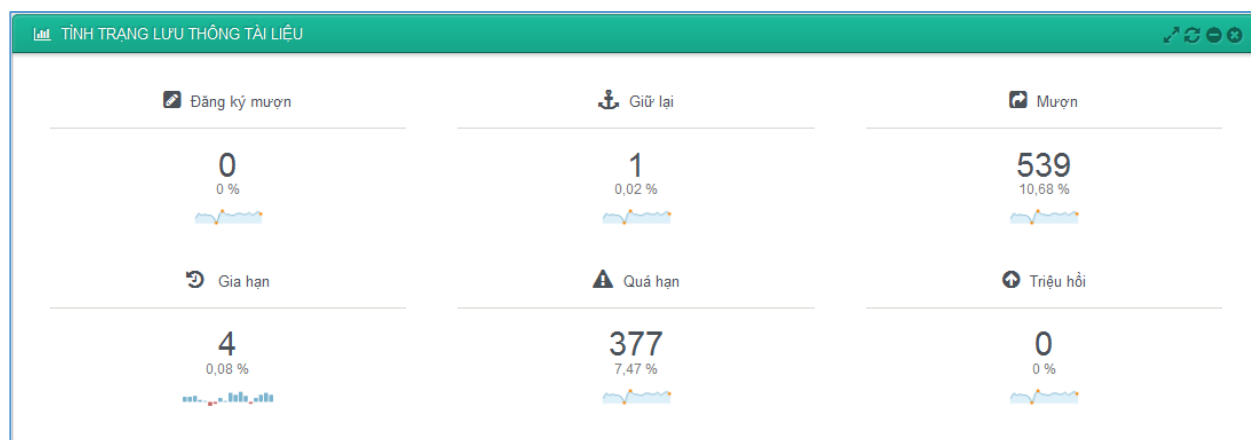 TÌNH TRẠNG LƯU THÔNG TÀI LIỆU
Đăng ký mượn
Giữ lại
Mượn
0
0 %
1
0,02 %
539
10,68 %
Gia hạn
Quá hạn
Triệu hồi
4
0,08 %
377
7,47 %
0
0 %